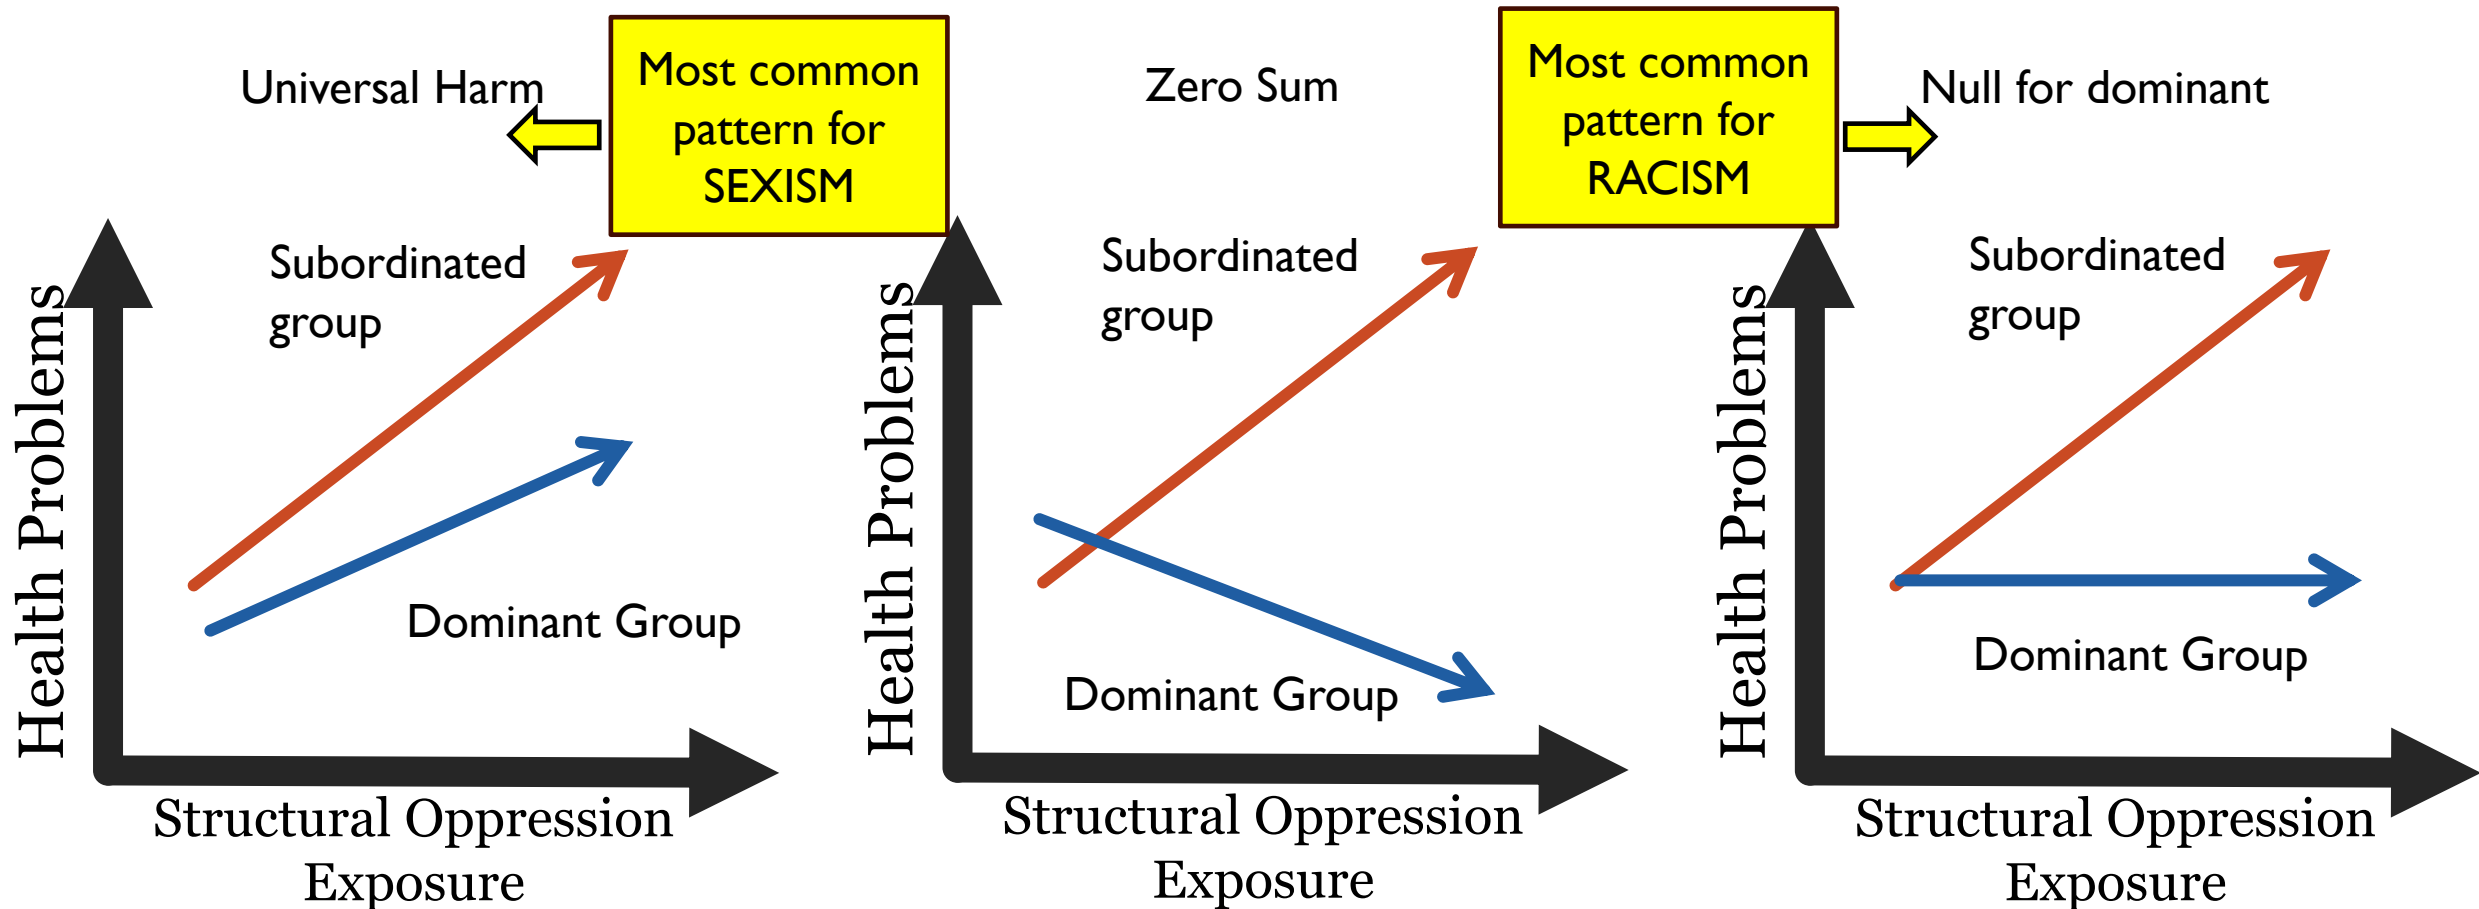 Universal Harm
Most common
pattern for
SEXISM
Subordinated
group
Dominant Group
Health Problems
Structural Oppression
Exposure
Zero Sum
Subordinated
group
Dominant Group
Health Problems
Structural Oppression
Exposure
Most common
pattern for
RACISM
Null for dominant
Subordinated
group
Dominant Group
Health Problems
Structural Oppression
Exposure